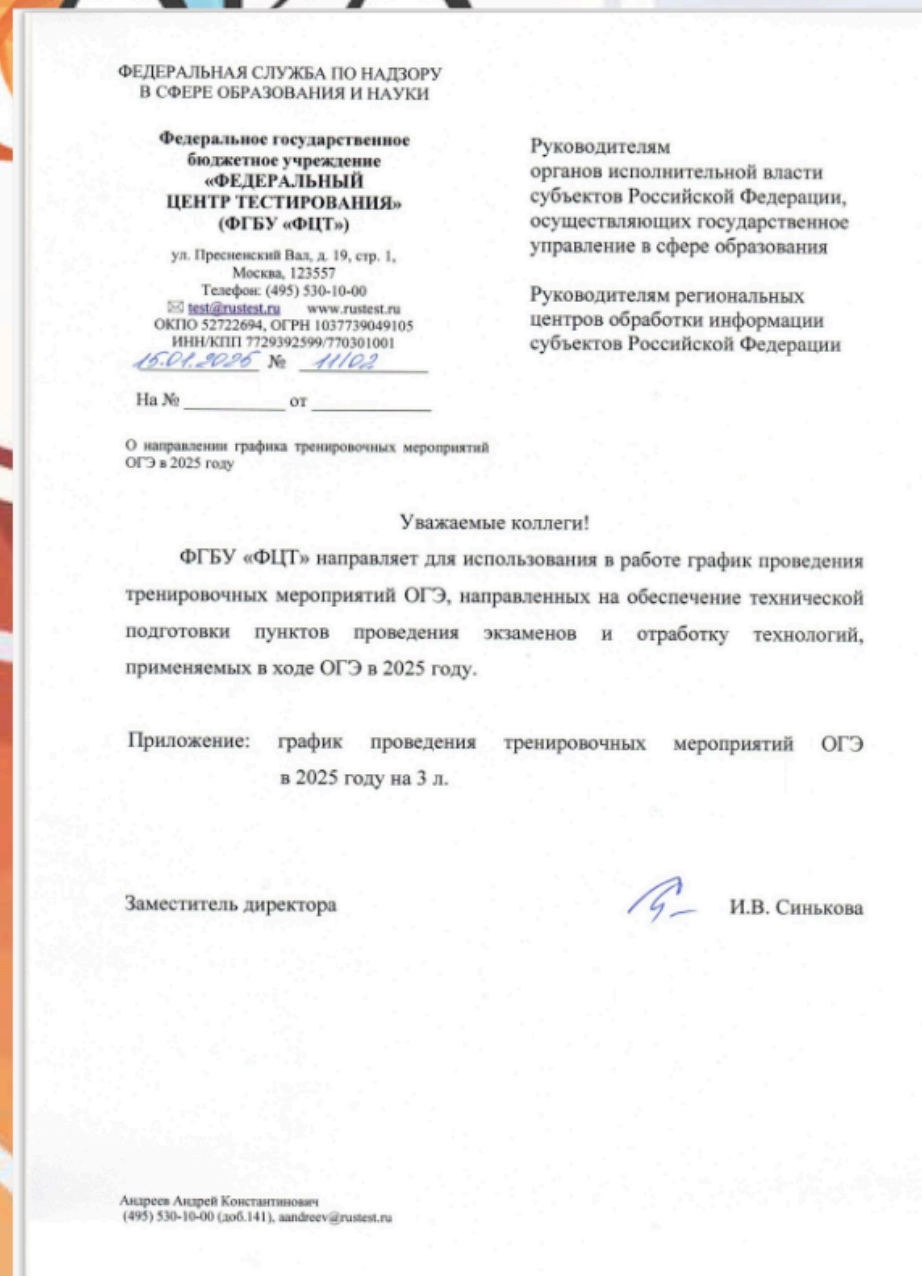 ФЕДЕРАЛЬНАЯ СЛУЖБА ПО НАДЗОРУ
В СФЕРЕ ОБРАЗОВАНИЯ И НАУКИ
Федеральное государственное
бюджетное учреждение
«ФЕДЕРАЛЬНЫЙ
ЦЕНТР ТЕСТИРОВАНИЯ»
(ФГБУ «ФЦТ»)
ул. Пресненский Вал, д. 19, стр. 1,
Москва, 123557
Телефон: (495) 530-10-00
✉ test@rustest.ru www.rustest.ru
ОКПО 52722694, ОГРН 1037739049105
ИНН/КПП 7729392599/770301001
15.01.2025 № 11/02
На № ___________ от _____________
Руководителям
органов исполнительной власти
субъектов Российской Федерации,
осуществляющих государственное
управление в сфере образования
Руководителям региональных
центров обработки информации
субъектов Российской Федерации
О направлении графика тренировочных мероприятий
ОГЭ в 2025 году
Уважаемые коллеги!
ФГБУ «ФЦТ» направляет для использования в работе график проведения
тренировочных мероприятий ОГЭ, направленных на обеспечение технической
подготовки пунктов проведения экзаменов и отработку технологий,
применяемых в ходе ОГЭ в 2025 году.
Приложение: график проведения тренировочных мероприятий ОГЭ
в 2025 году на 3 л.
Заместитель директора И.В. Синькова
Андреев Андрей Константинович
(495) 530-10-00 (доб.141), aandreev@rustest.ru